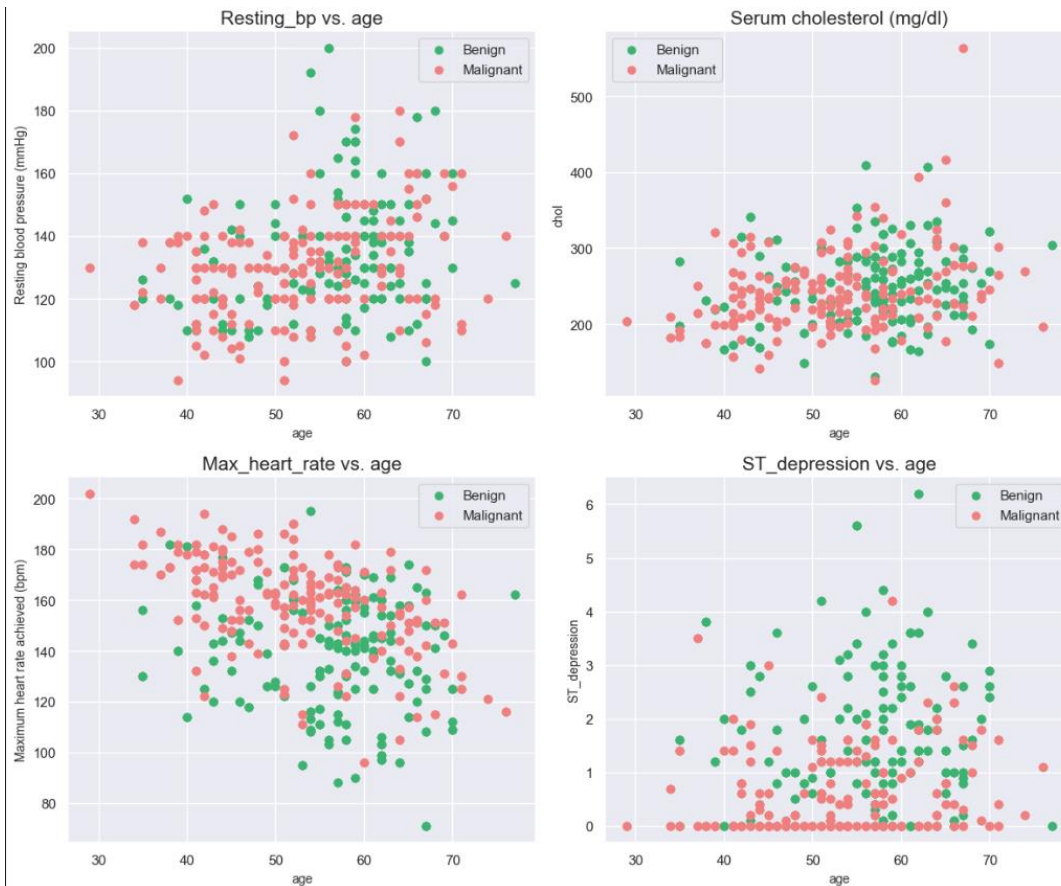 Resting_bp vs. age
Benign
Malignant
Resting blood pressure (mmHg)
200
180
160
140
120
100
30
40
50
60
70
age
Serum cholesterol (mg/dl)
Benign
Malignant
chol
500
400
300
200
30
40
50
60
70
age
Max_heart_rate vs. age
Benign
Malignant
Maximum heart rate achieved (bpm)
200
180
160
140
120
100
80
30
40
50
60
70
age
ST_depression vs. age
Benign
Malignant
ST_depression
6
5
4
3
2
1
0
30
40
50
60
70
age